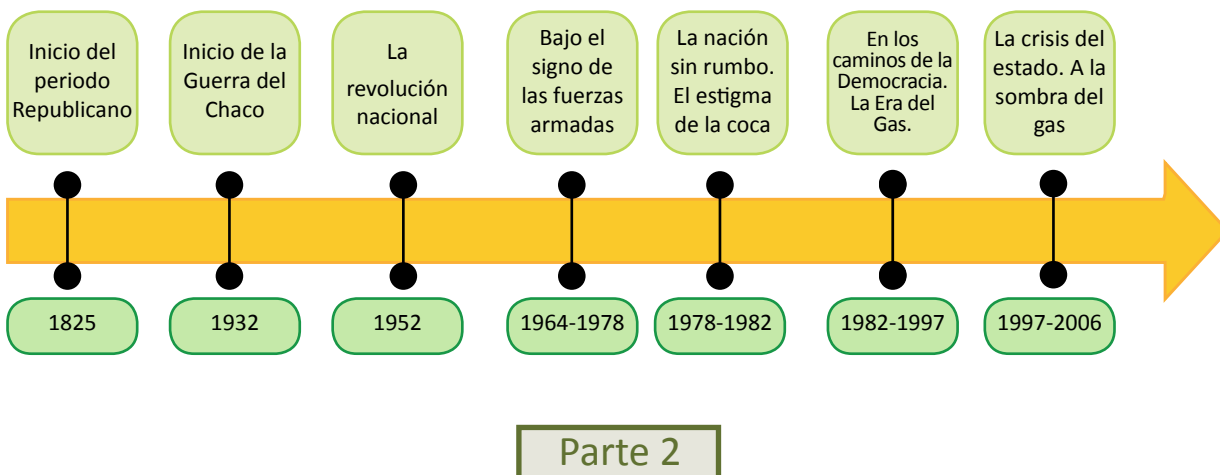 Inicio del
periodo
Republicano
Inicio de la
Guerra del
Chaco
La
revolución
nacional
Bajo el
signo de
las fuerzas
armadas
La nación
sin rumbo.
El estigma
de la coca
En los
caminos de la
Democracia.
La Era del
Gas.
La crisis del
estado. A la
sombra del
gas
1825
1932
1952
1964-1978
1978-1982
1982-1997
1997-2006
Parte 2